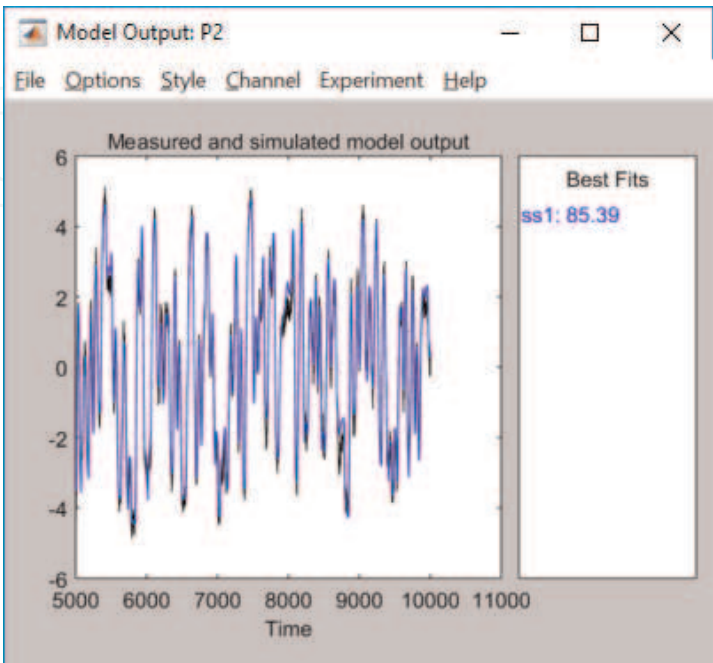 Model Output: P2
File Options Style Channel Experiment Help
Measured and simulated model output
6
4
2
0
-2
-4
-6
5000 6000 7000 8000 9000 10000 11000
Time
Best Fits
ss1: 85.39